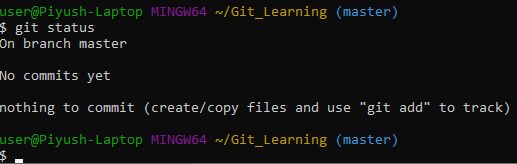 user@Piyush-Laptop MINGW64 ~/Git_Learning (master)
$ git status
On branch master
No commits yet
nothing to commit (create/copy files and use "git add" to track)
user@Piyush-Laptop MINGW64 ~/Git_Learning (master)
$